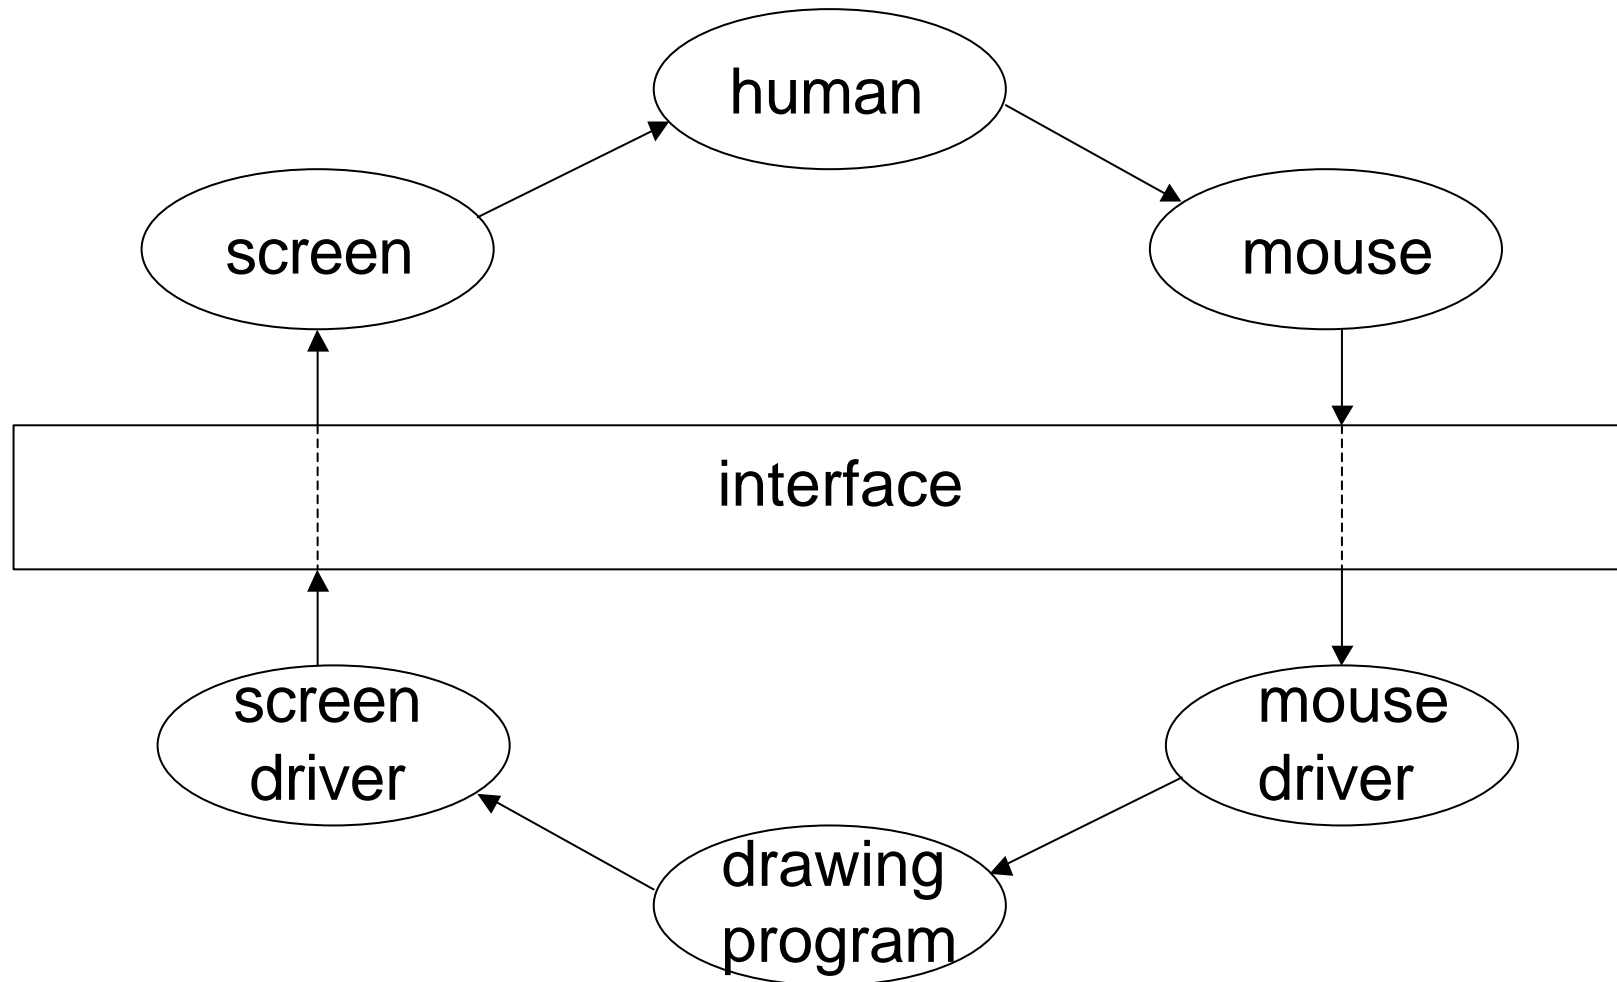 human
screen
mouse
interface
screen
driver
mouse
driver
drawing
program